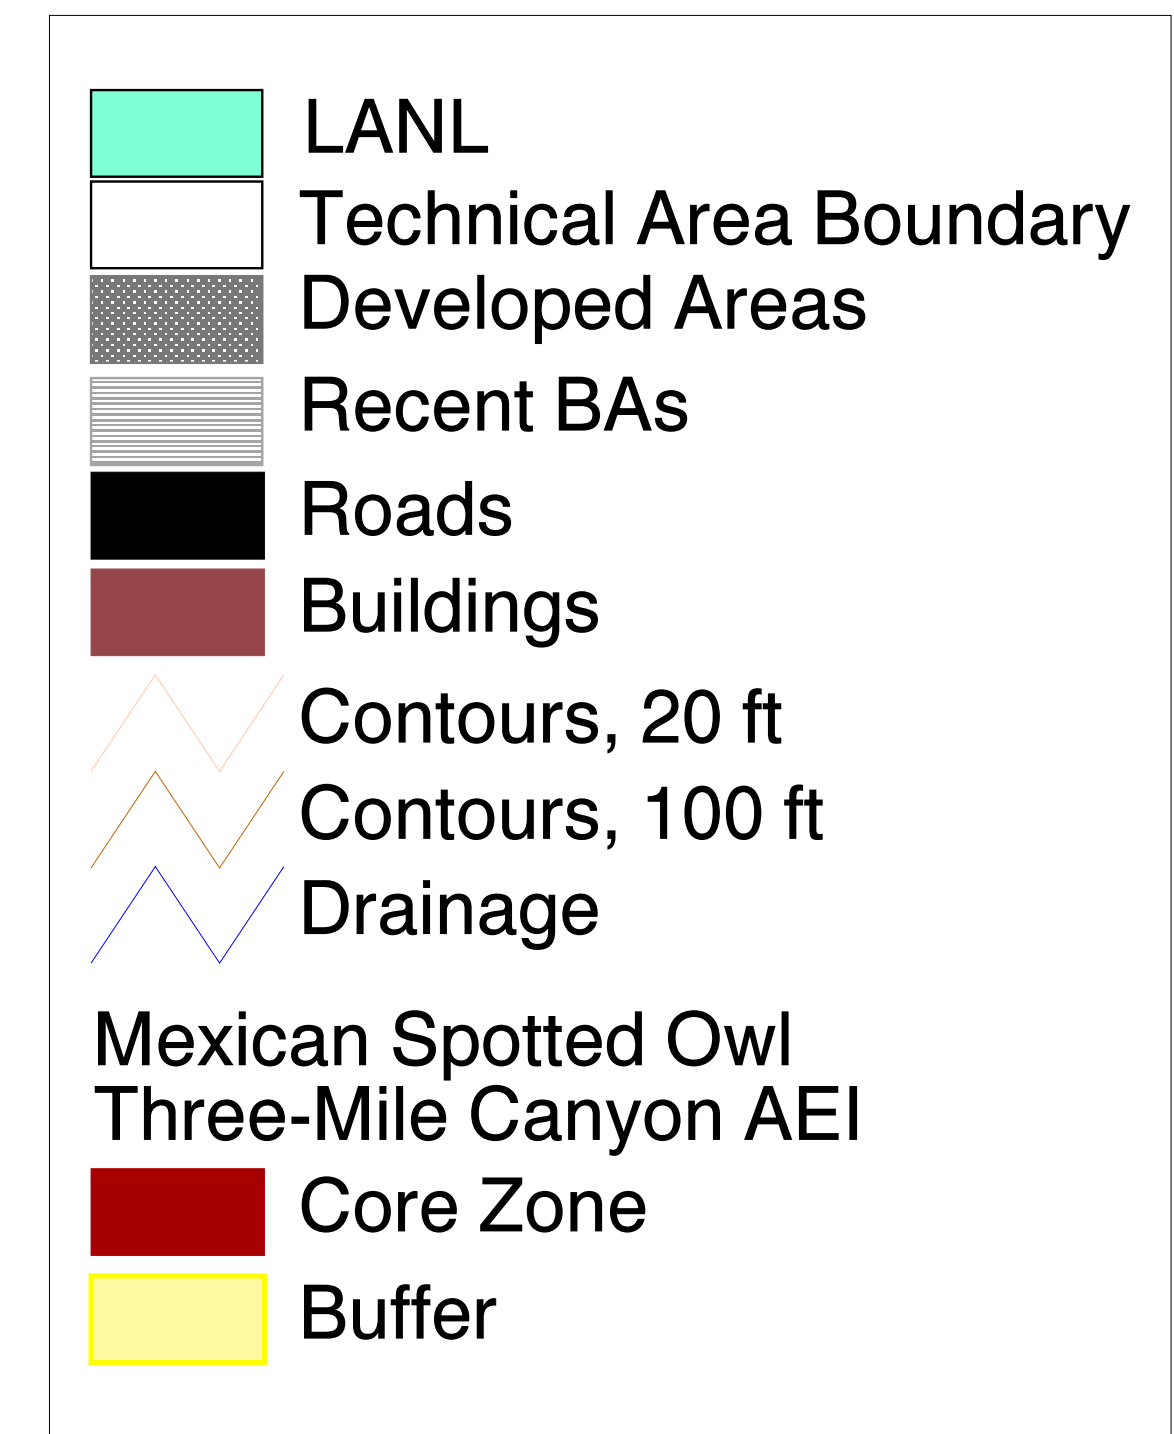 LANL
Technical Area Boundary
Developed Areas
Recent BAs
Roads
Buildings
Contours, 20 ft
Contours, 100 ft
Drainage
Mexican Spotted Owl
Three-Mile Canyon AEI
Core Zone
Buffer